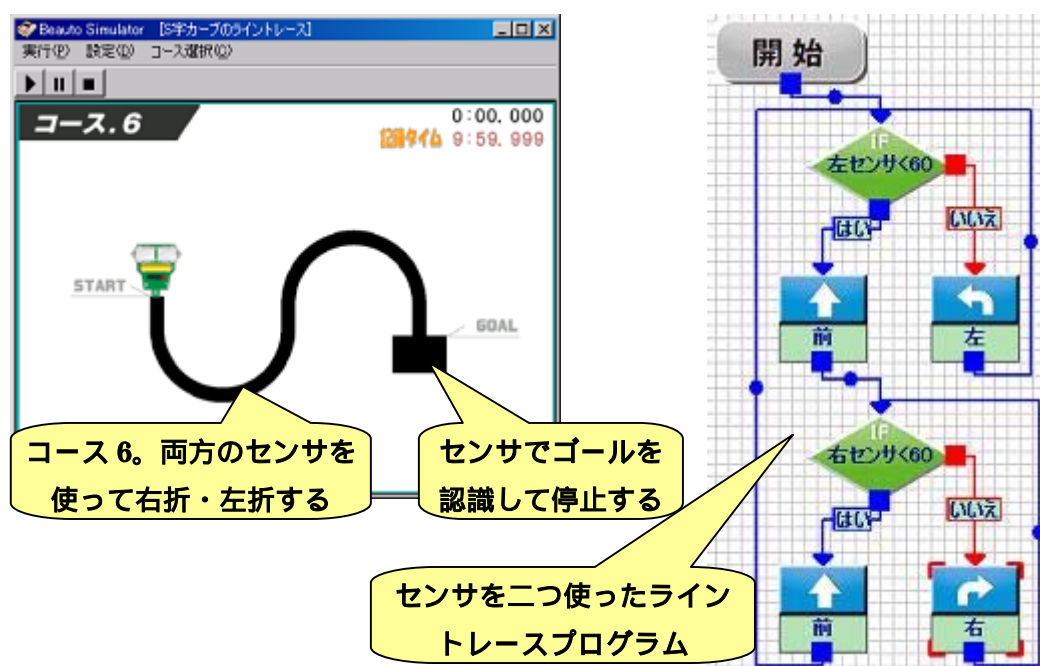 Beauto Simulator [S字カーブのライントレース]
実行(P) 設定(D) コース選択(C)
コース.6
0:00.000
記録タイム 9:59.999
START
GOAL
コース 6。両方のセンサを
使って右折・左折する
センサでゴールを
認識して停止する
センサを二つ使ったライン
トレースプログラム
開始
IF
左センサ<60
はい
いいえ
前
左
IF
右センサ<60
はい
いいえ
前
右